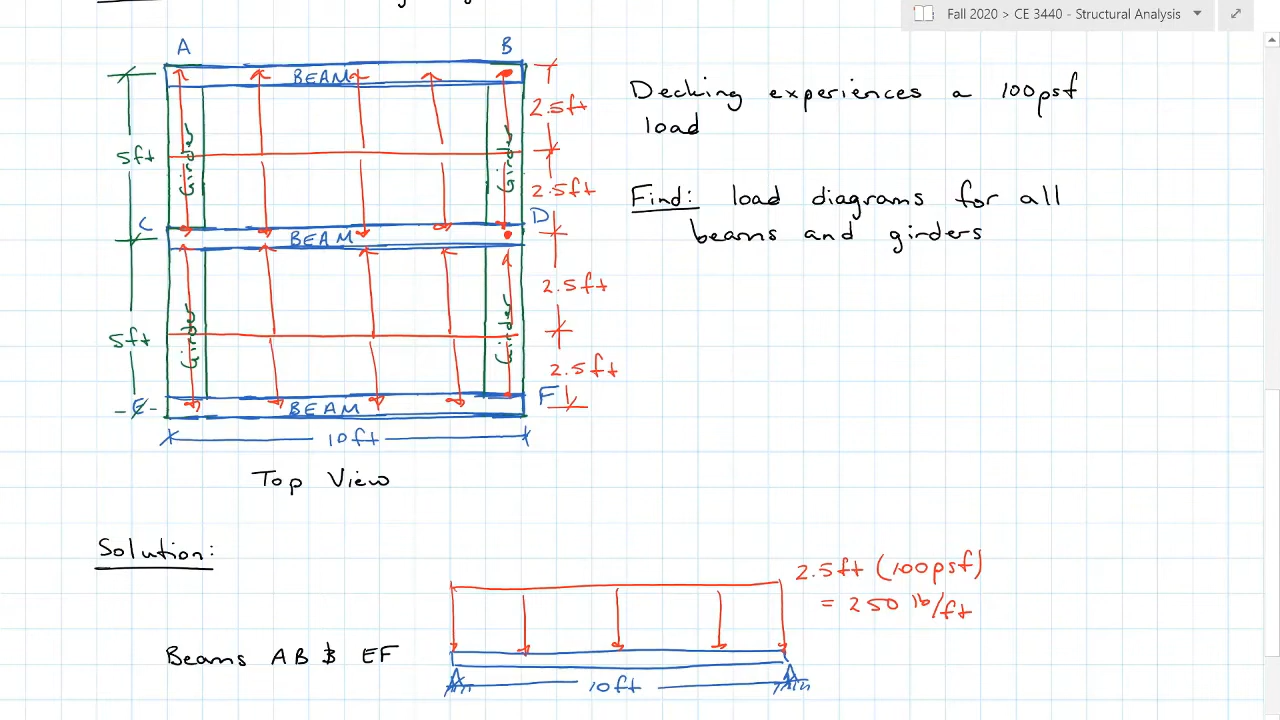 Fall 2020 > CE 3440 - Structural Analysis
A
B
BEAM
2.5ft
5ft
Girder
Girder
2.5ft
Decking experiences a 100psf
load
Find: load diagrams for all
beams and girders
C
BEAM
D
2.5ft
5ft
Girder
Girder
2.5ft
E
BEAM
F
10ft
Top View
Solution:
2.5ft (100psf)
= 250 lb/ft
Beams AB & EF
10ft